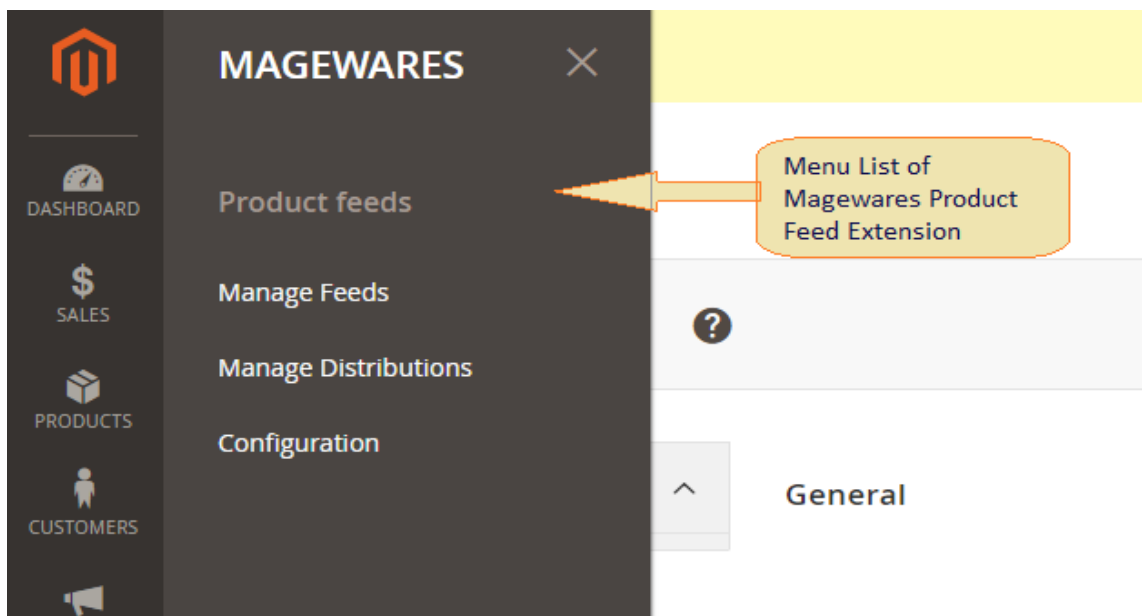 MAGEWARES
DASHBOARD
SALES
PRODUCTS
CUSTOMERS
Product feeds
Manage Feeds
Manage Distributions
Configuration
Menu List of
Magewares Product
Feed Extension
?
General